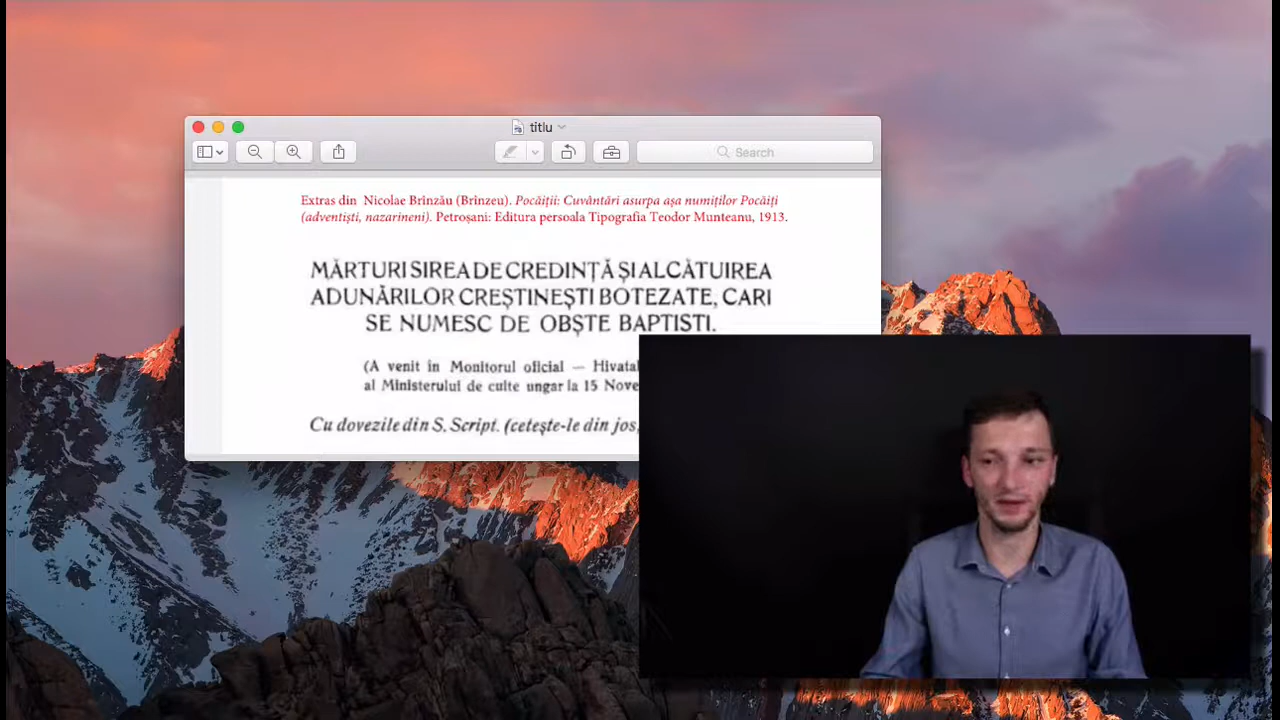 titlu
Search
Extras din Nicolae Brînzău (Brînzeu). Pocăiții: Cuvântări asurpa așa numiților Pocăiți
(adventiști, nazarineni). Petroșani: Editura persoala Tipografia Teodor Munteanu, 1913.
MĂRTURISIREA DE CREDINȚĂ ȘI ALCĂTUIREA
ADUNĂRILOR CREȘTINEȘTI BOTEZATE, CARI
SE NUMESC DE OBȘTE BAPTISTI.
(A venit în Monitorul oficial — Hivatal
al Ministerului de culte ungar la 15 Nove
Cu dovezile din S. Script. (cetește-le din jos,